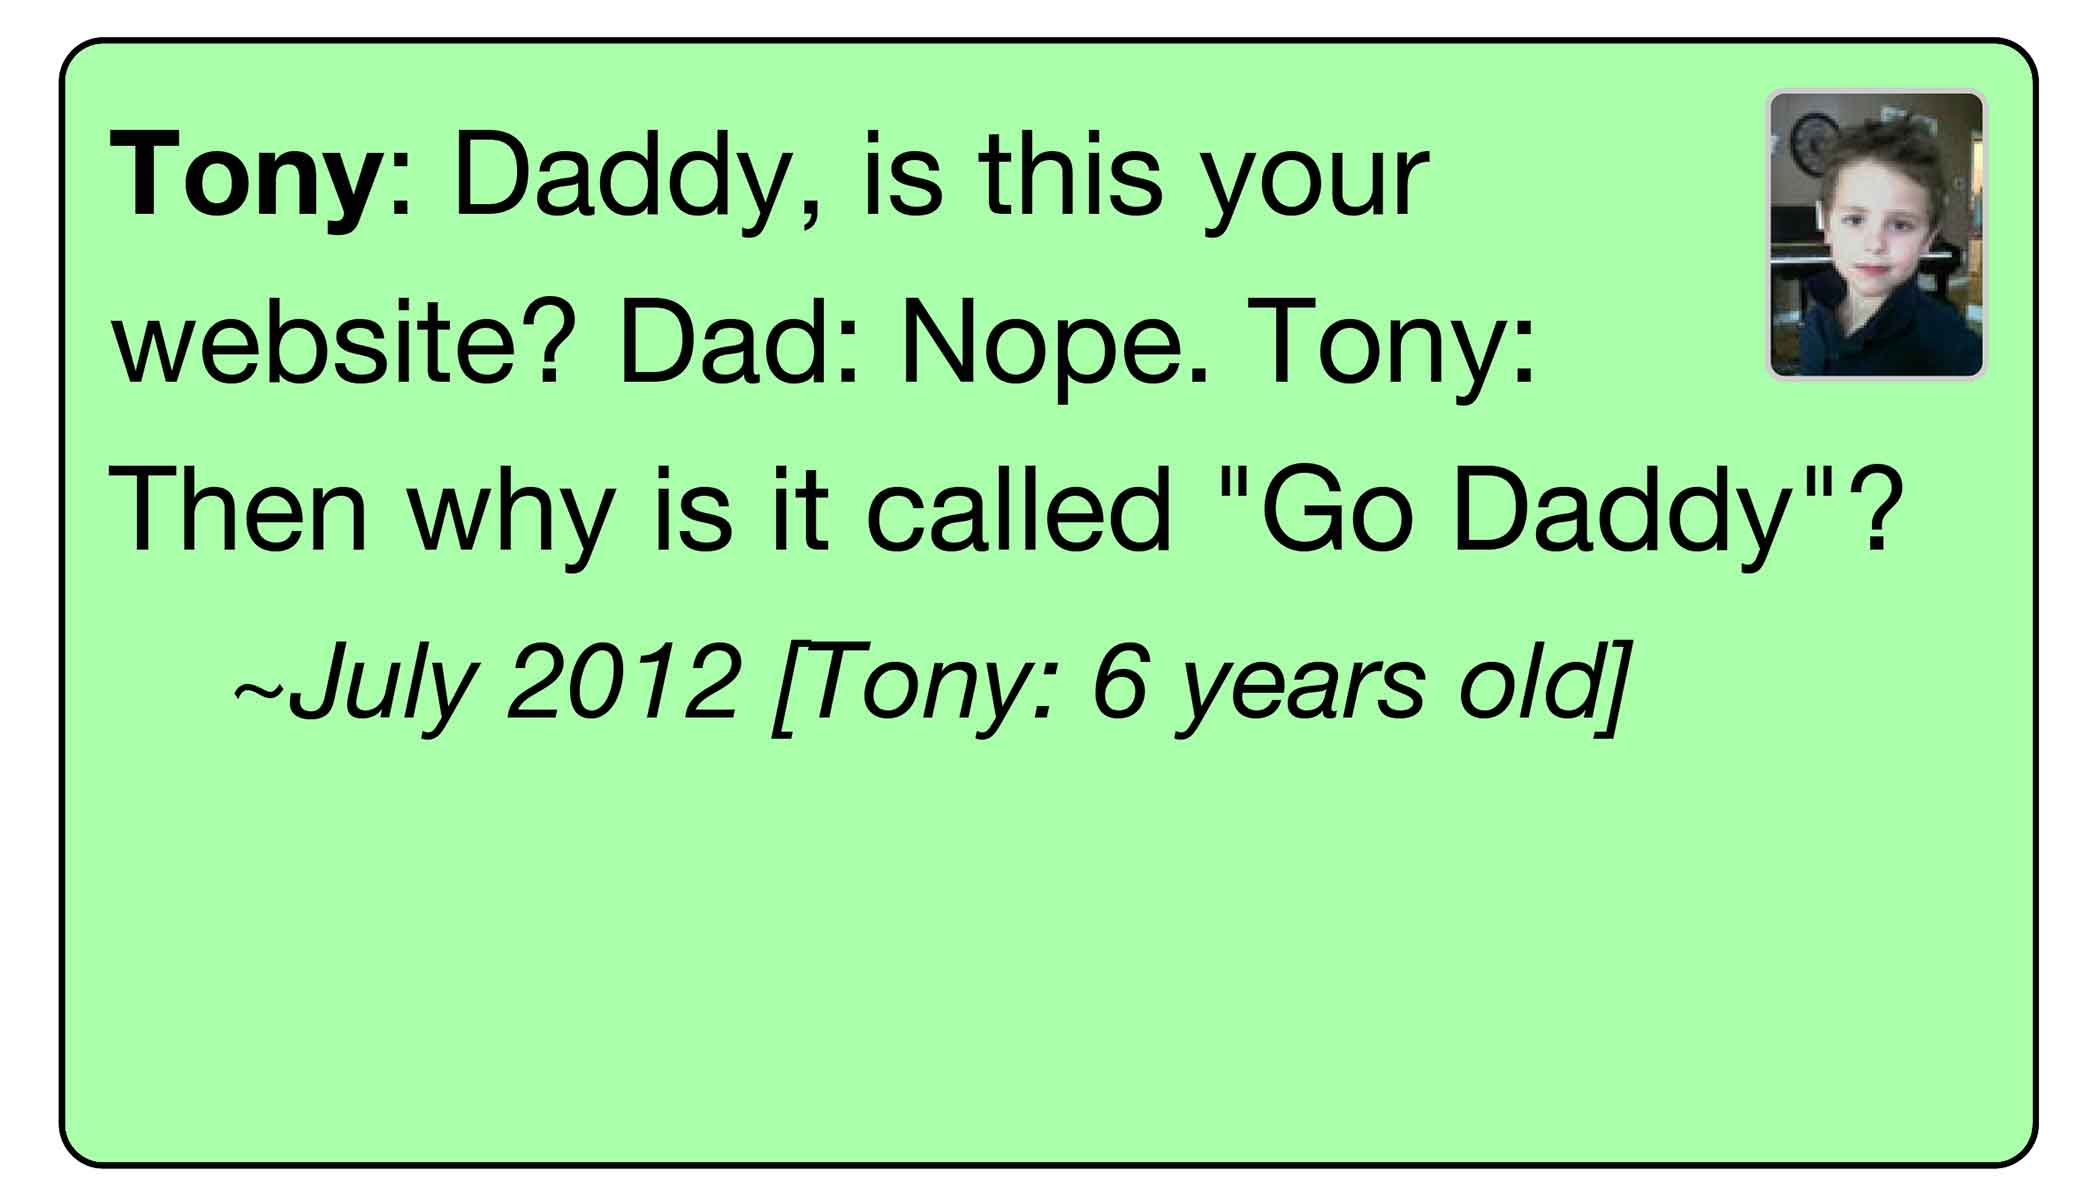 Tony: Daddy, is this your
website? Dad: Nope. Tony:
Then why is it called "Go Daddy"?
~July 2012 [Tony: 6 years old]